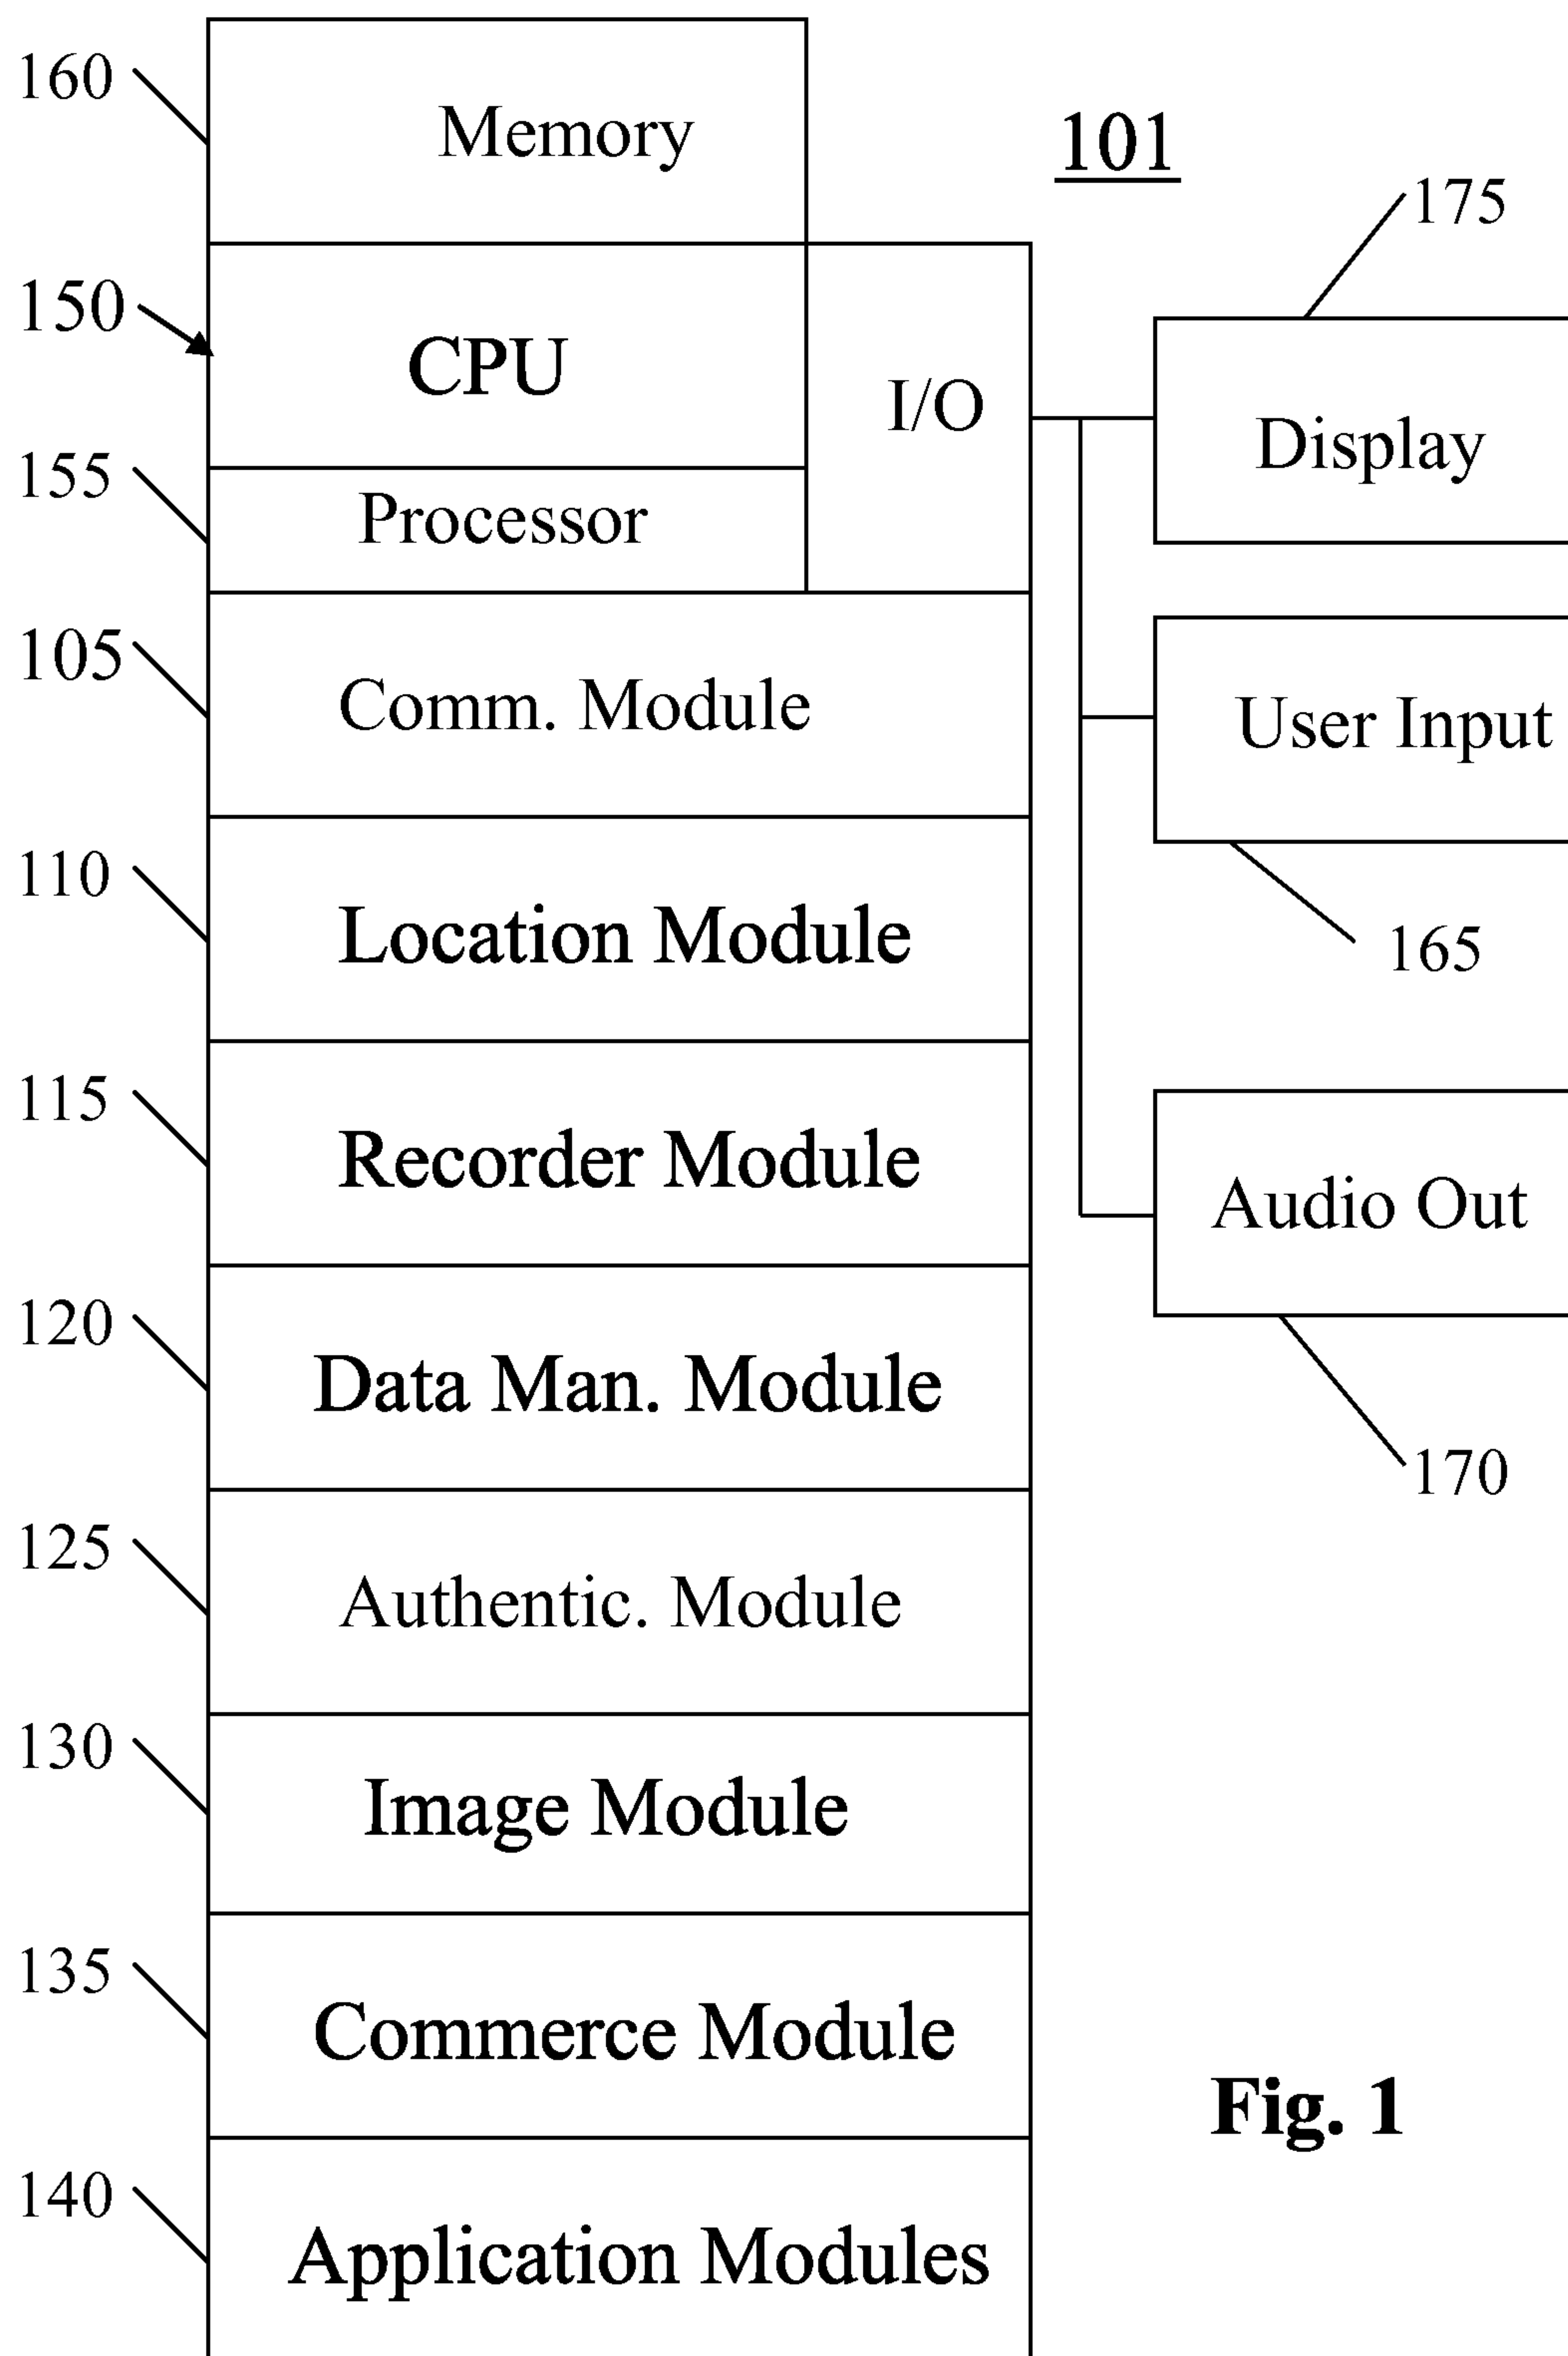 160
Memory
101
175
150
CPU
I/O
Display
155
Processor
105
Comm. Module
User Input
110
Location Module
165
115
Recorder Module
Audio Out
120
Data Man. Module
170
125
Authentic. Module
130
Image Module
135
Commerce Module
Fig. 1
140
Application Modules